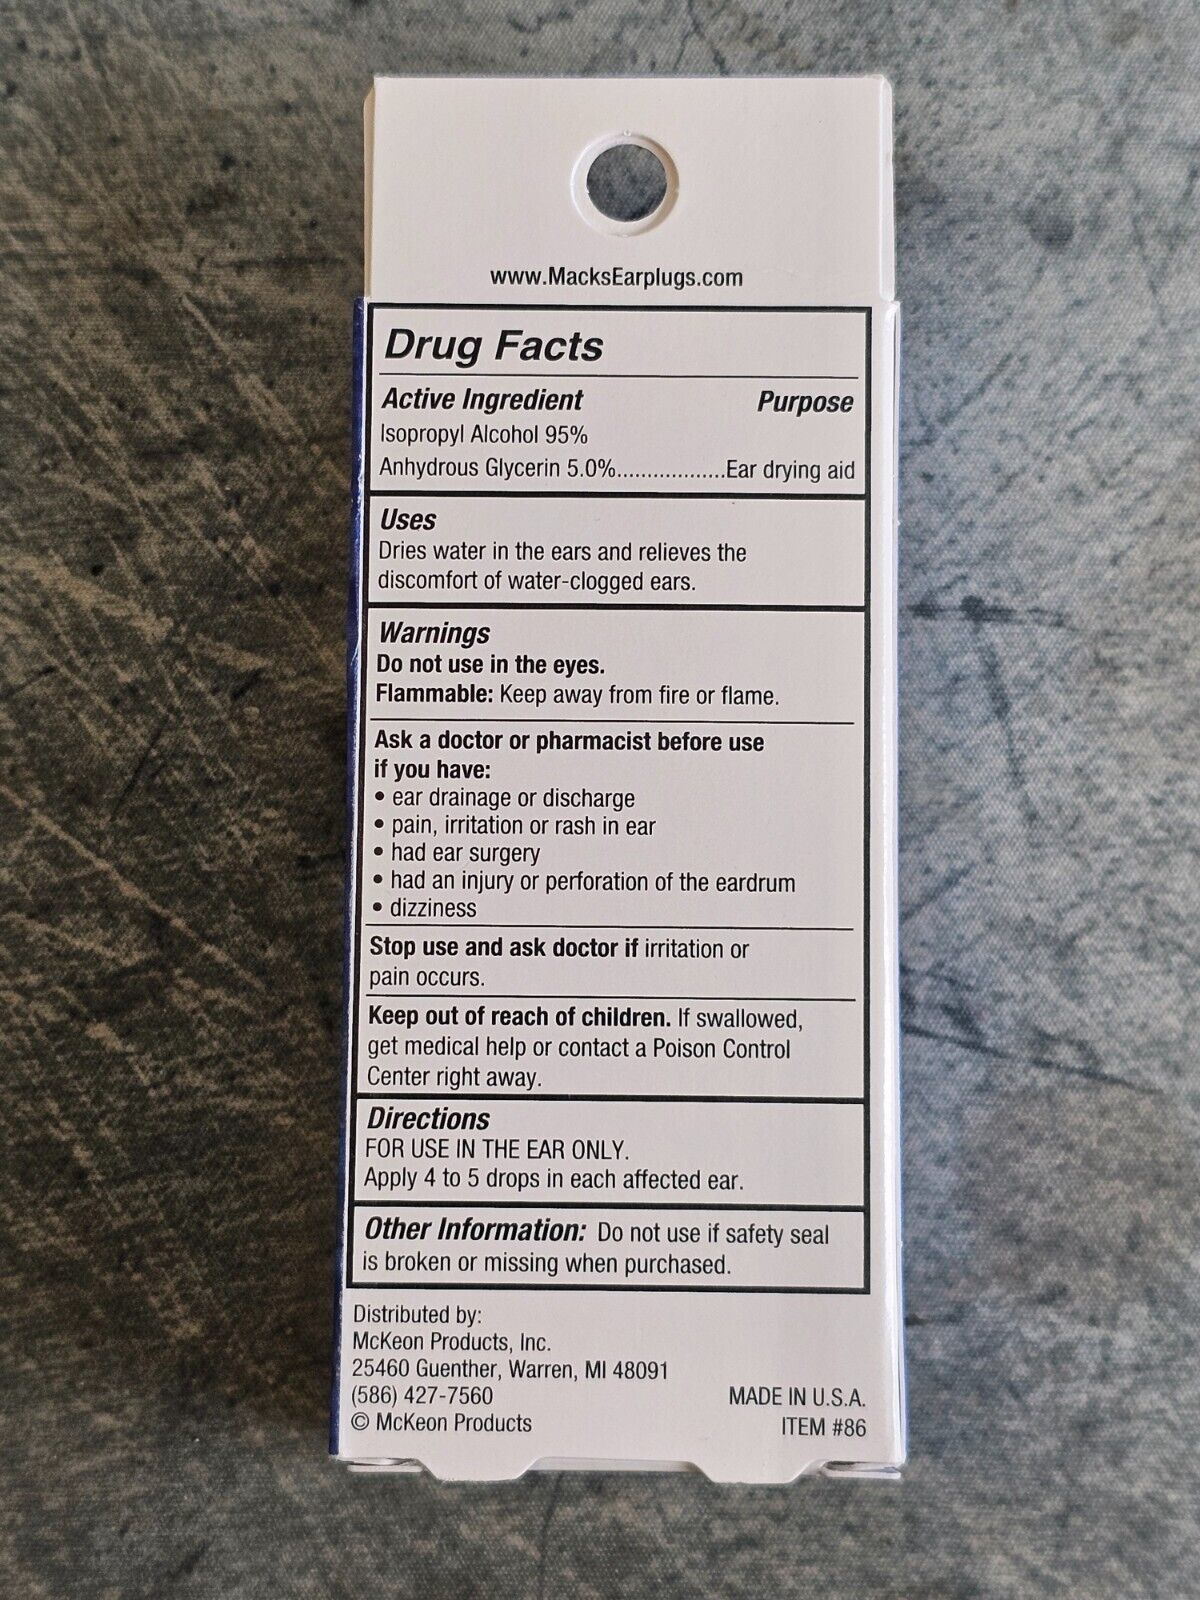 www.MacksEarplugs.com
Drug Facts
Active Ingredient Purpose
Isopropyl Alcohol 95%
Anhydrous Glycerin 5.0%..................Ear drying aid
Uses
Dries water in the ears and relieves the
discomfort of water-clogged ears.
Warnings
Do not use in the eyes.
Flammable: Keep away from fire or flame.
Ask a doctor or pharmacist before use
if you have:
• ear drainage or discharge
• pain, irritation or rash in ear
• had ear surgery
• had an injury or perforation of the eardrum
• dizziness
Stop use and ask doctor if irritation or
pain occurs.
Keep out of reach of children. If swallowed,
get medical help or contact a Poison Control
Center right away.
Directions
FOR USE IN THE EAR ONLY.
Apply 4 to 5 drops in each affected ear.
Other Information: Do not use if safety seal
is broken or missing when purchased.
Distributed by:
McKeon Products, Inc.
25460 Guenther, Warren, MI 48091
(586) 427-7560 MADE IN U.S.A.
© McKeon Products ITEM #86